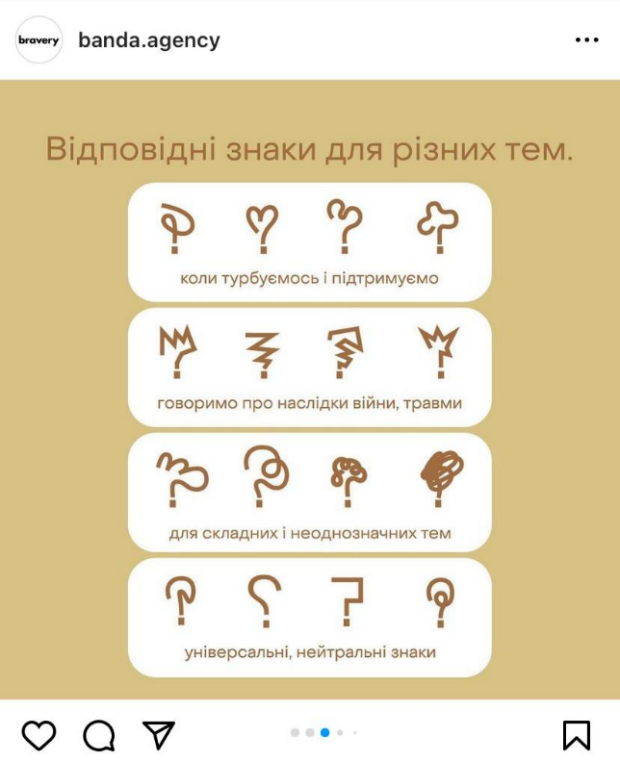 bravery
banda.agency
Відповідні знаки для різних тем.
коли турбуємось і підтримуємо
говоримо про наслідки війни, травми
для складних і неоднозначних тем
універсальні, нейтральні знаки